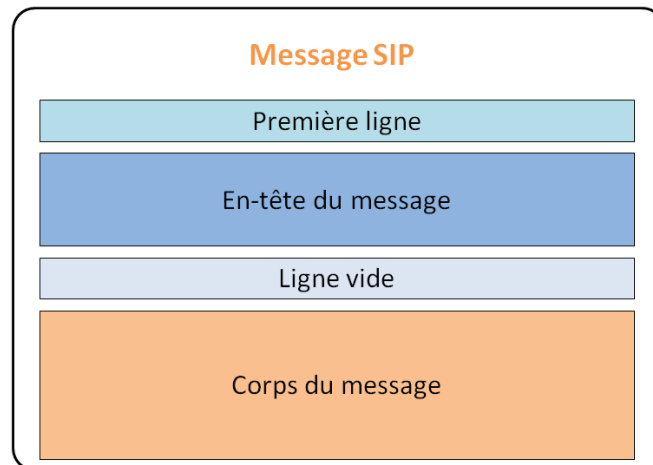 Message SIP
Première ligne
En-tête du message
Ligne vide
Corps du message